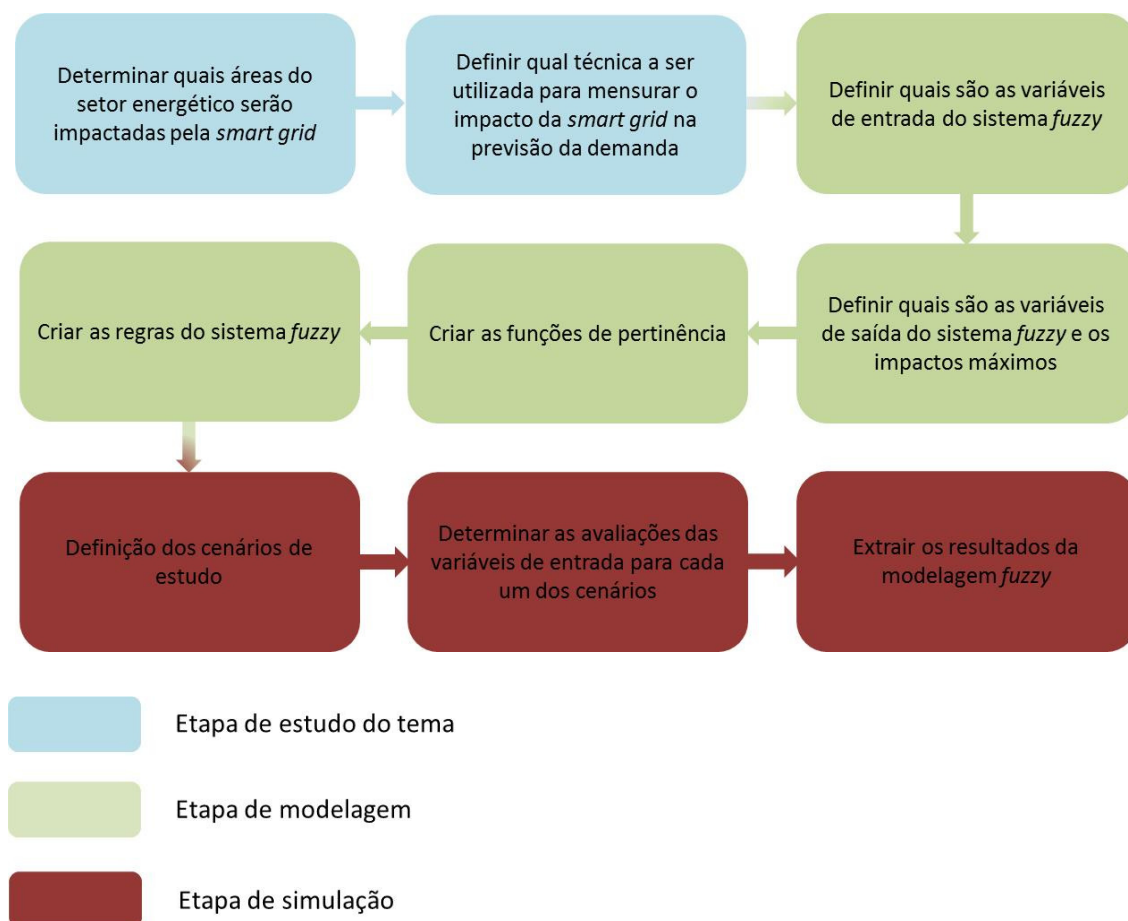 Determinar quais áreas do
setor energético serão
impactadas pela smart grid
Definir qual técnica a ser
utilizada para mensurar o
impacto da smart grid na
previsão da demanda
Definir quais são as variáveis
de entrada do sistema fuzzy
Criar as regras do sistema fuzzy
Criar as funções de pertinência
Definir quais são as variáveis
de saída do sistema fuzzy e os
impactos máximos
Definição dos cenários de
estudo
Determinar as avaliações das
variáveis de entrada para cada
um dos cenários
Extrair os resultados da
modelagem fuzzy
Etapa de estudo do tema
Etapa de modelagem
Etapa de simulação